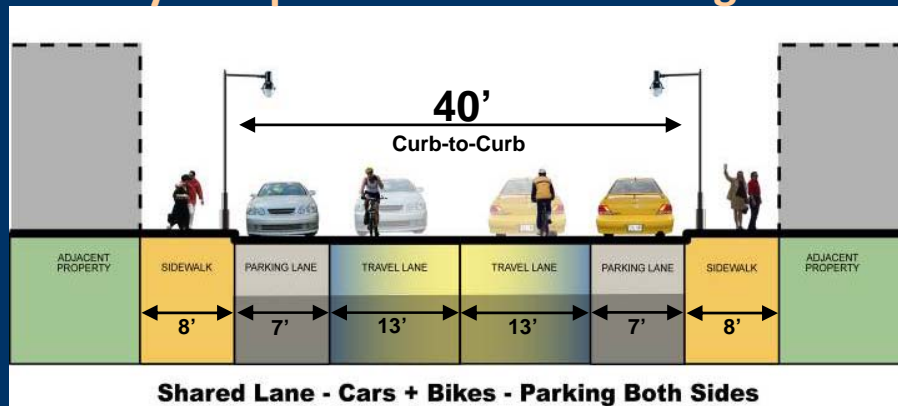 40'
Curb-to-Curb
ADJACENT
PROPERTY
SIDEWALK
PARKING LANE
TRAVEL LANE
TRAVEL LANE
PARKING LANE
SIDEWALK
ADJACENT
PROPERTY
8'
7'
13'
13'
7'
8'
Shared Lane - Cars + Bikes - Parking Both Sides